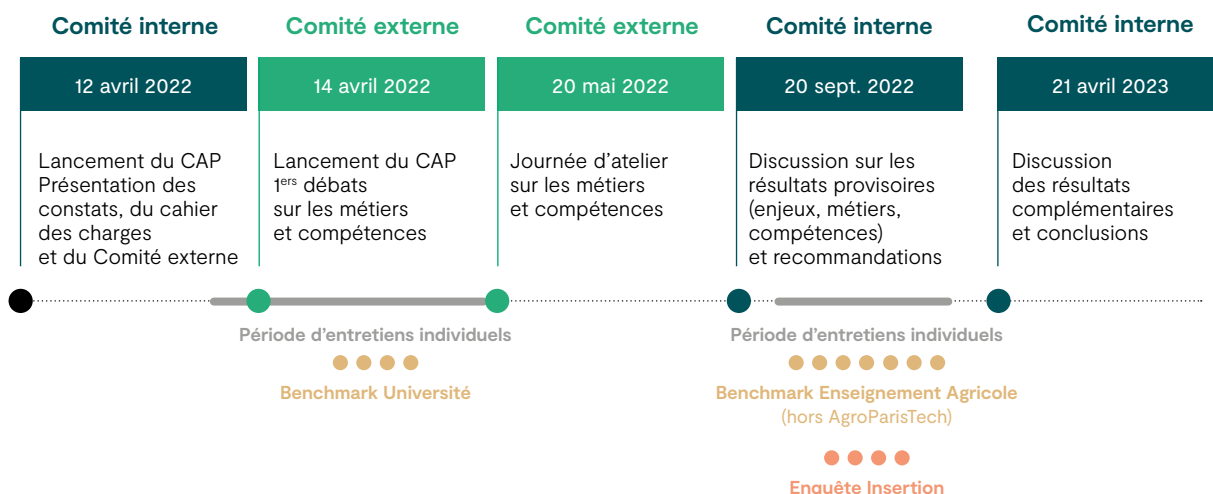 Comité interne
12 avril 2022
Lancement du CAP
Présentation des
constats, du cahier
des charges
et du Comité externe
Comité externe
14 avril 2022
Lancement du CAP
1ers débats
sur les métiers
et compétences
Comité externe
20 mai 2022
Journée d’atelier
sur les métiers
et compétences
Comité interne
20 sept. 2022
Discussion sur les
résultats provisoires
(enjeux, métiers,
compétences)
et recommandations
Comité interne
21 avril 2023
Discussion
des résultats
complémentaires
et conclusions
Période d’entretiens individuels
Benchmark Université
Période d’entretiens individuels
Benchmark Enseignement Agricole
(hors AgroParisTech)
Enquête Insertion